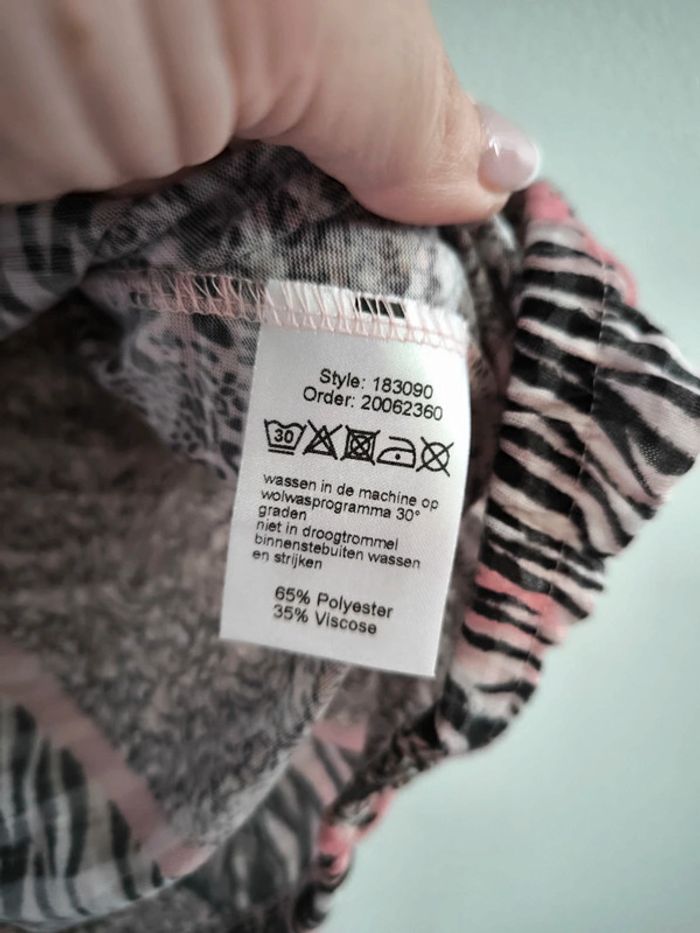 Style: 183090
Order: 20062360
30
wassen in de machine op
wolwasprogramma 30°
graden
niet in droogtrommel
binnenstebuiten wassen
en strijken
65% Polyester
35% Viscose